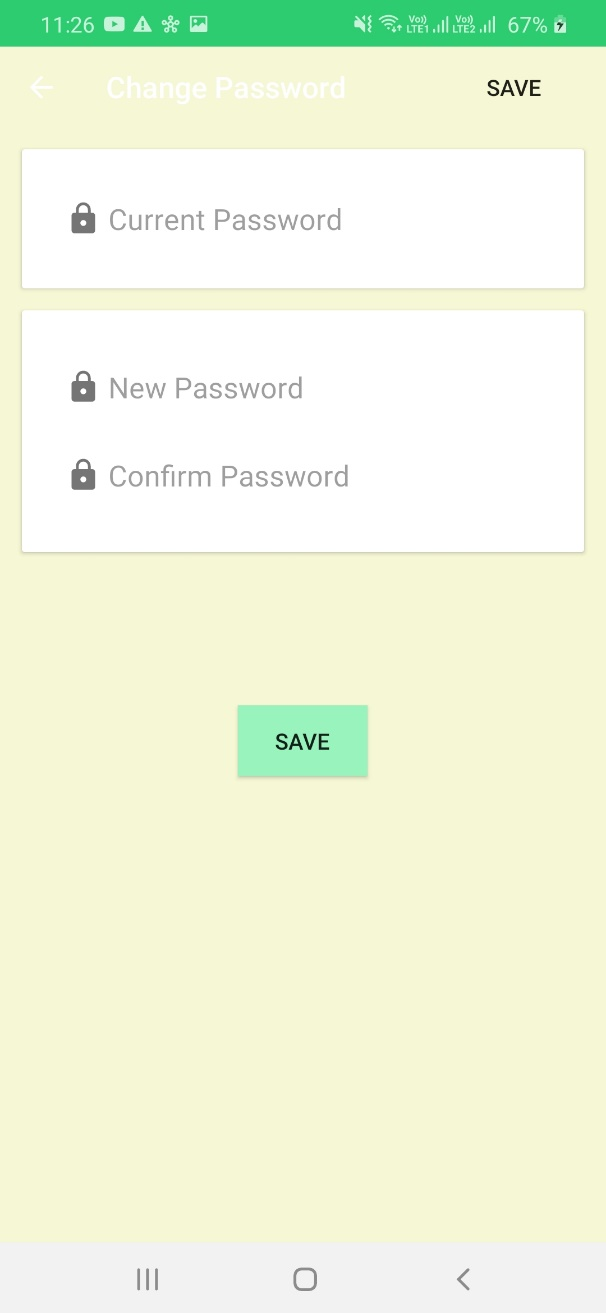 11:26 Vo)) LTE1 Vo)) LTE2 67%
Change Password SAVE
Current Password
New Password
Confirm Password
SAVE